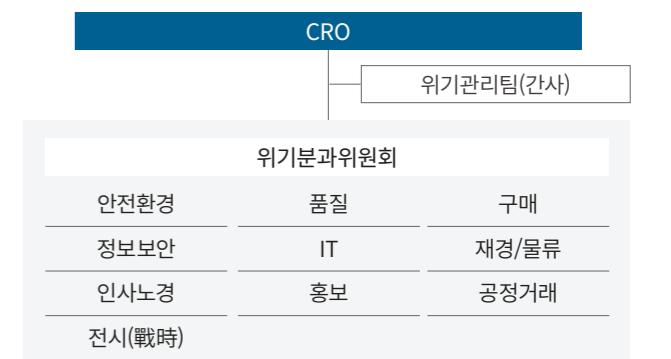 CRO
위기관리팀(간사)
위기분과위원회
안전환경 품질 구매
정보보안 IT 재경/물류
인사노경 홍보 공정거래
전시(戰時)